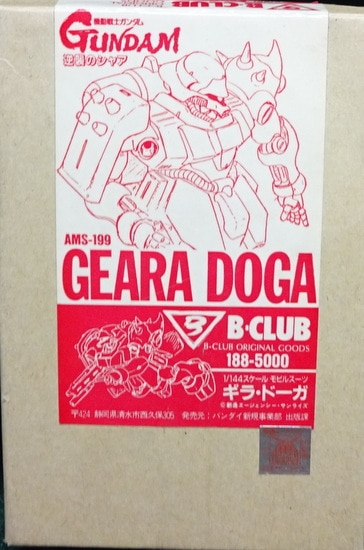 機動戦士ガンダム
GUNDAM
逆襲のシャア
AMS-199
GEARA DOGA
B-CLUB
B-CLUB ORIGINAL GOODS
188-5000
1/144スケール モビルスーツ
ギラ・ドーガ
©創通エージェンシー・サンライズ
〒424 静岡県清水市西久保305 発売元:バンダイ新規事業部 出版課